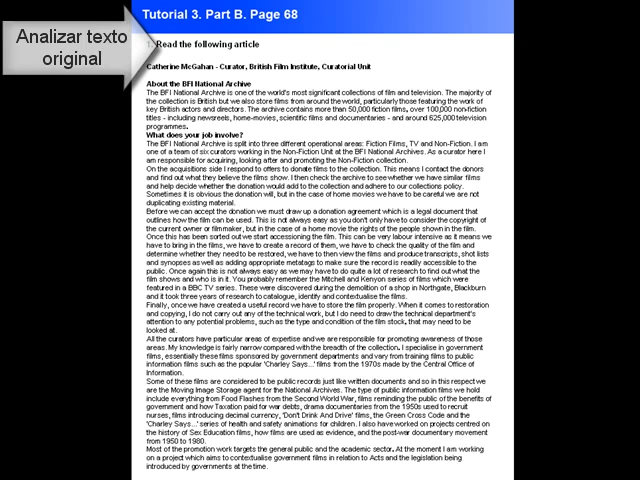 Analizar texto
original
Tutorial 3. Part B. Page 68
1. Read the following article
Catherine McGahan - Curator, British Film Institute, Curatorial Unit
About the BFI National Archive
The BFI National Archive is one of the world's most significant collections of film and television. The majority of
the collection is British but we also store films from around the world, particularly those featuring the work of
key British actors and directors. The archive contains more than 50,000 fiction films, over 100,000 non-fiction
titles - including newsreels, home-movies, scientific films and documentaries - and around 625,000 television
programmes.
What does your job involve?
The BFI National Archive is split into three different operational areas: Fiction Films, TV and Non-Fiction. I am
one of a team of six curators working in the Non-Fiction Unit at the BFI National Archives. As a curator here I
am responsible for acquiring, looking after and promoting the Non-Fiction collection.
On the acquisitions side I respond to offers to donate films to the collection. This means I contact the donors
and find out what they believe the films show. I then check the archive to see whether we have similar films
and help decide whether the donation would add to the collection and adhere to our collections policy.
Sometimes it is obvious the donation will, but in the case of home movies we have to be careful we are not
duplicating existing material.
Before we can accept the donation we must draw up a donation agreement which is a legal document that
outlines how the film can be used. This is not always easy as you don't only have to consider the copyright of
the current owner or filmmaker, but in the case of a home movie the rights of the people shown in the film.
Once this has been sorted out we start accessioning the film. This can be very labour intensive as it means we
have to bring in the films, we have to create a record of them, we have to check the quality of the film and
determine whether they need to be restored, we have to then view the films and produce transcripts, shot lists
and synopses as well as adding appropriate metatags to make sure the record is readily accessible to the
public. Once again this is not always easy as we may have to do quite a lot of research to find out what the
film shows and who is in it. You probably remember the Mitchell and Kenyon series of films which were
featured in a BBC TV series. These were discovered during the demolition of a shop in Northgate, Blackburn
and it took three years of research to catalogue, identify and contextualise the films.
Finally, once we have created a useful record we have to store the film properly. When it comes to restoration
and copying, I do not carry out any of the technical work, but I do need to draw the technical department's
attention to any potential problems, such as the type and condition of the film stock, that may need to be
looked at.
All the curators have particular areas of expertise and we are responsible for promoting awareness of those
areas. My knowledge is fairly narrow compared with the breadth of the collection. I specialise in government
films, essentially these films sponsored by government departments and vary from training films to public
information films such as the popular 'Charley Says...' films from the 1970s made by the Central Office of
Information.
Some of these films are considered to be public records just like written documents and so in this respect we
are the Moving Image Storage agent for the National Archives. The type of public information films we hold
include everything from Food Flashes from the Second World War, films reminding the public of the benefits of
government and how Taxation paid for war debts, drama documentaries from the 1950s used to recruit
nurses, films introducing decimal currency, 'Don't Drink And Drive' films, the Green Cross Code and the
'Charley Says...' series of health and safety animations for children. I also have worked on projects centred on
the history of Sex Education films, how films are used as evidence, and the post-war documentary movement
from 1950 to 1980.
Most of the promotion work targets the general public and the academic sector. At the moment I am working
on a project which aims to contextualise government films in relation to Acts and the legislation being
introduced by governments at the time.